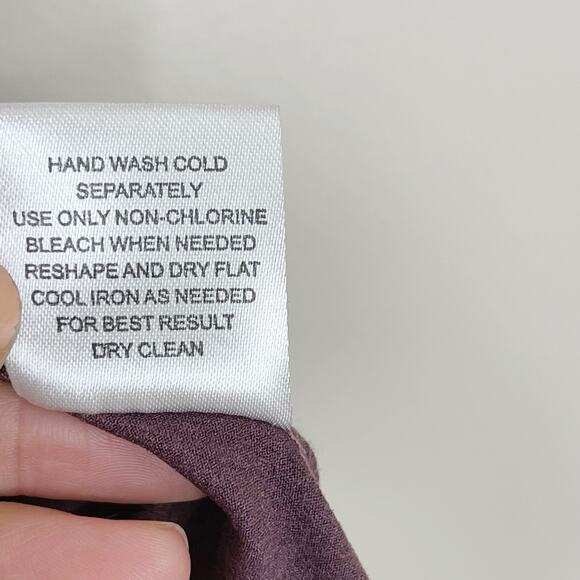 HAND WASH COLD
SEPARATELY
USE ONLY NON-CHLORINE
BLEACH WHEN NEEDED
RESHAPE AND DRY FLAT
COOL IRON AS NEEDED
FOR BEST RESULT
DRY CLEAN